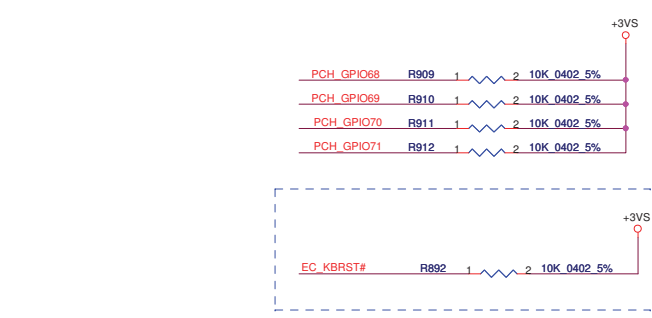 +3VS
PCH_GPIO68 R909 1 2 10K_0402_5%
PCH_GPIO69 R910 1 2 10K_0402_5%
PCH_GPIO70 R911 1 2 10K_0402_5%
PCH_GPIO71 R912 1 2 10K_0402_5%
+3VS
EC_KBRST# R892 1 2 10K_0402_5%